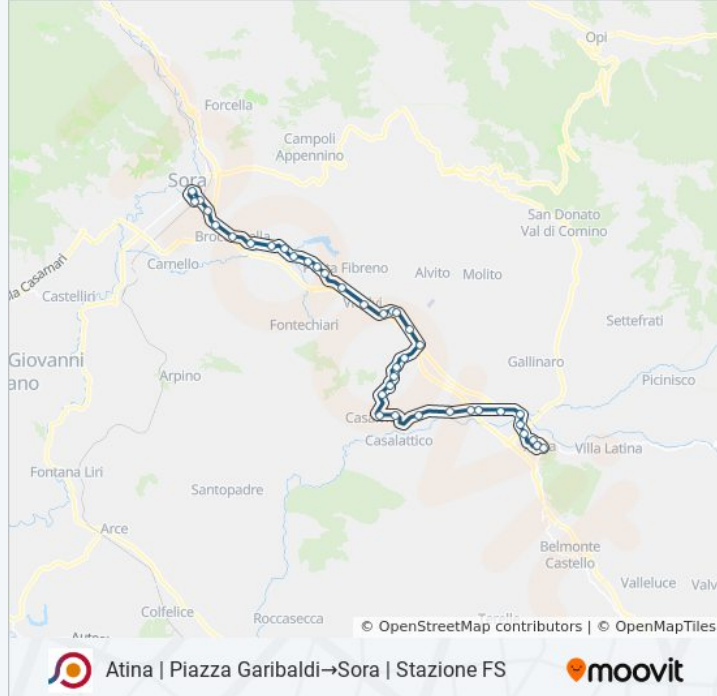 Opi
Forcella
Campoli
Appennino
Sora
San Donato
Val di Comino
Carnello
Fibreno
Alvito
Molito
Castelliri
Fontechiari
Settefrati
Giovanni
Gallinaro
Arpino
Picinisco
Casalattico
Villa Latina
Fontana Liri
Santopadre
Arce
Belmonte
Castello
Valleluce
Colfelice
Roccasecca
© OpenStreetMap contributors | © OpenMapTiles
Atina | Piazza Garibaldi→Sora | Stazione FS
moovit